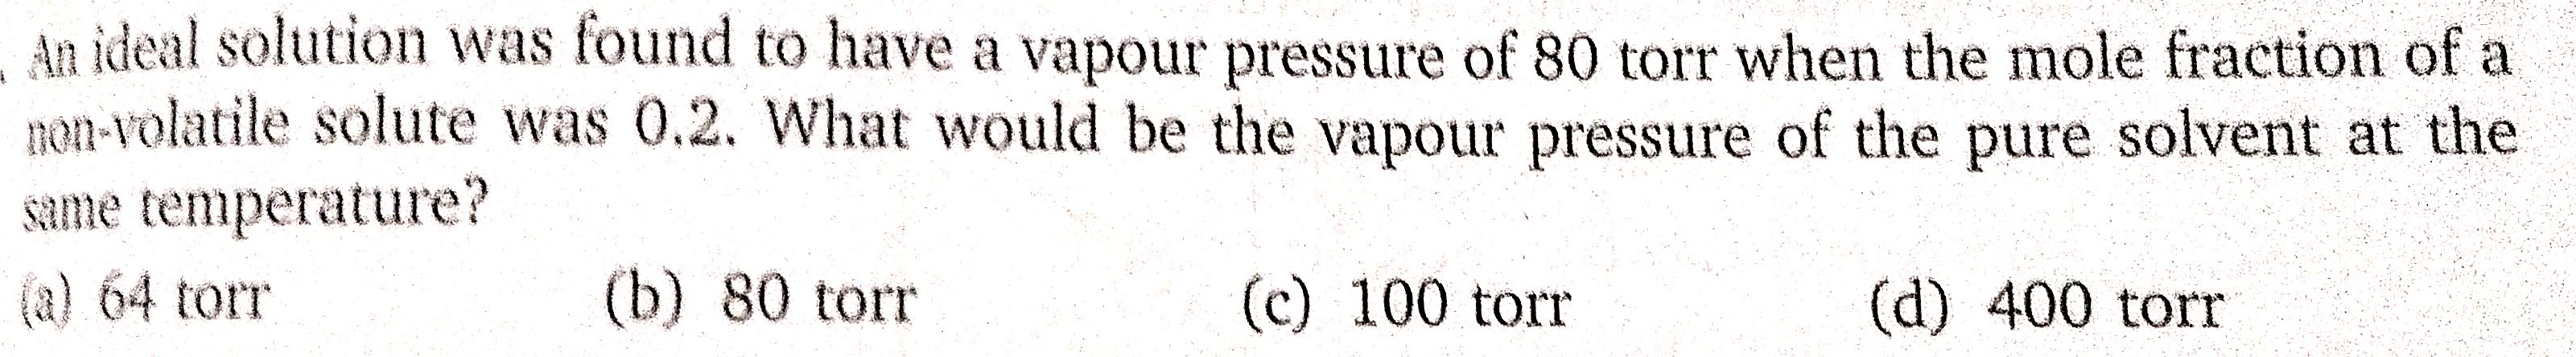 An ideal solution was found to have a vapour pressure of 80 torr when the mole fraction of a
non-volatile solute was 0.2. What would be the vapour pressure of the pure solvent at the
same temperature?
(a) 64 torr (b) 80 torr (c) 100 torr (d) 400 torr